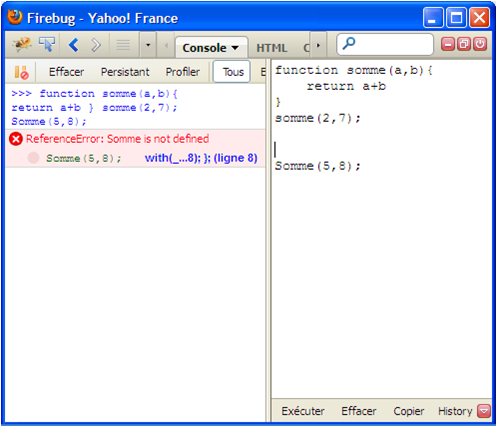 Firebug - Yahoo! France
Console HTML C
Effacer Persistant Profiler Tous E
>>> function somme(a,b){
return a+b } somme(2,7);
Somme(5,8);
ReferenceError: Somme is not defined
Somme(5,8); with(_...8); }; (ligne 8)
function somme(a,b){
return a+b
}
somme(2,7);
Somme(5,8);
Exécuter Effacer Copier History